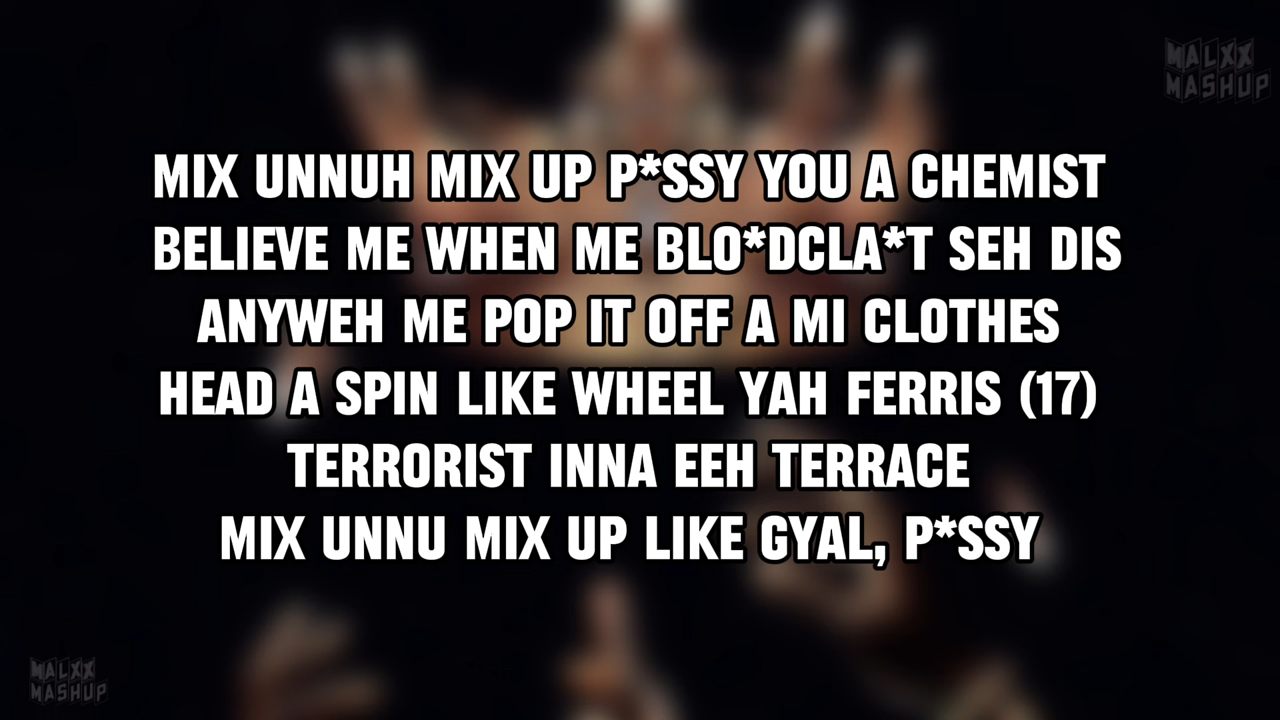 MALXX
MASHUP
MIX UNNUH MIX UP P*SSY YOU A CHEMIST
BELIEVE ME WHEN ME BLO*DCLA*T SEH DIS
ANYWEH ME POP IT OFF A MI CLOTHES
HEAD A SPIN LIKE WHEEL YAH FERRIS (17)
TERRORIST INNA EEH TERRACE
MIX UNNU MIX UP LIKE GYAL, P*SSY
MALXX
MASHUP